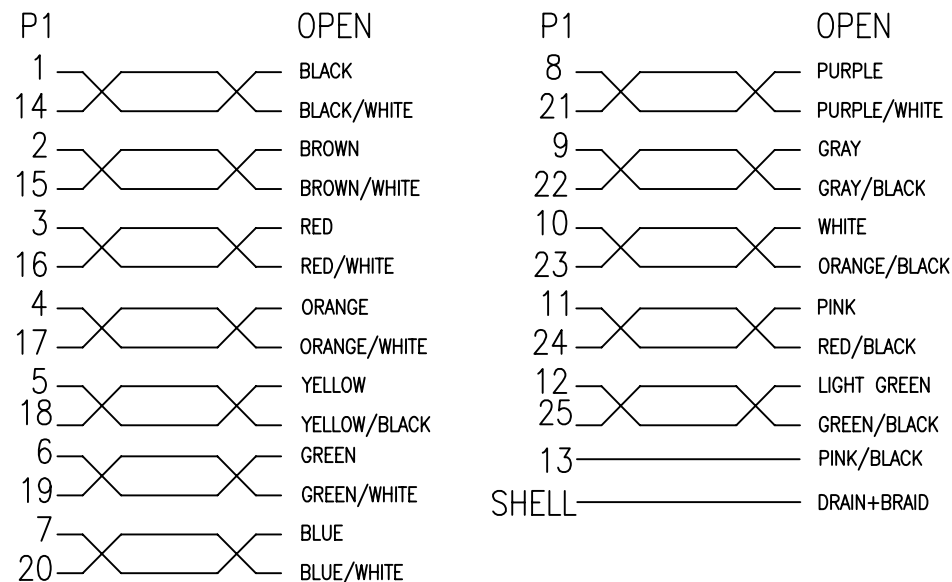 P1 OPEN
1 BLACK
14 BLACK/WHITE
2 BROWN
15 BROWN/WHITE
3 RED
16 RED/WHITE
4 ORANGE
17 ORANGE/WHITE
5 YELLOW
18 YELLOW/BLACK
6 GREEN
19 GREEN/WHITE
7 BLUE
20 BLUE/WHITE
P1 OPEN
8 PURPLE
21 PURPLE/WHITE
9 GRAY
22 GRAY/BLACK
10 WHITE
23 ORANGE/BLACK
11 PINK
24 RED/BLACK
12 LIGHT GREEN
25 GREEN/BLACK
13 PINK/BLACK
SHELL DRAIN+BRAID